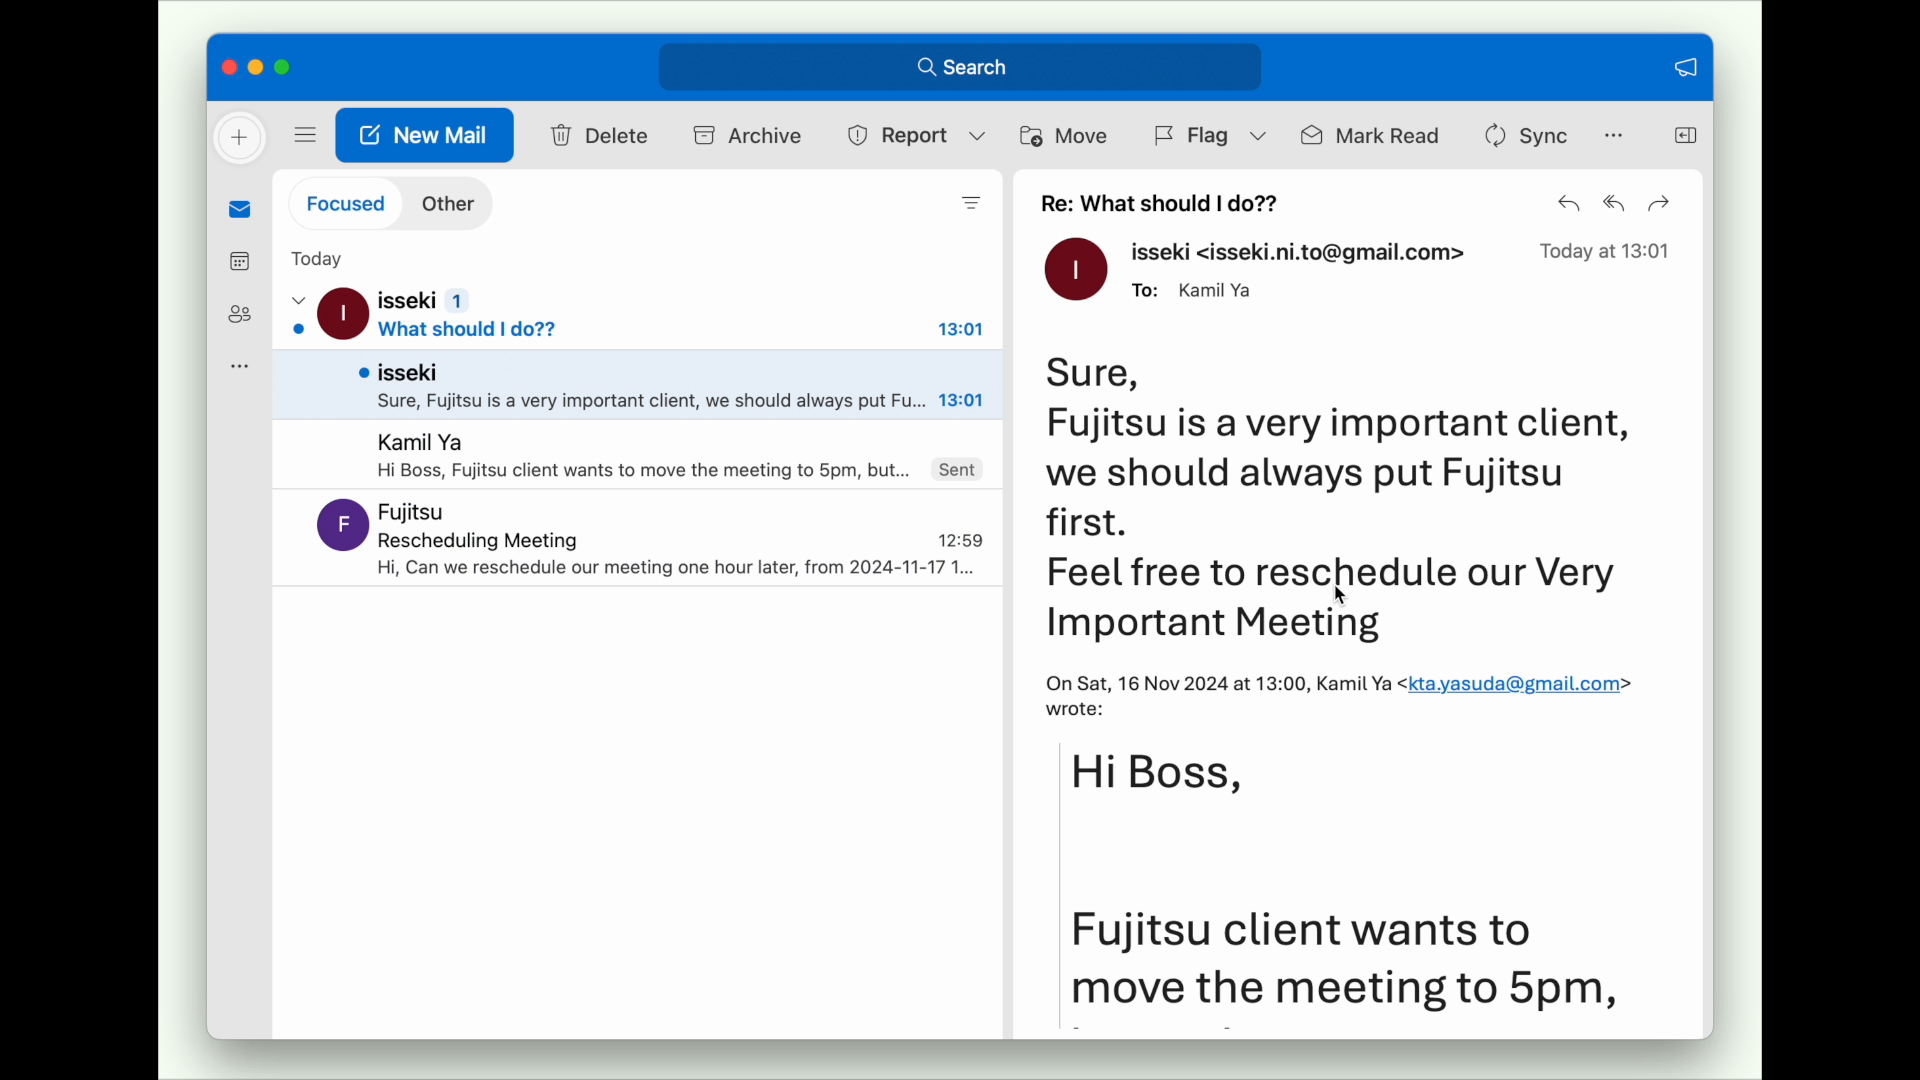 Search
New Mail
Delete
Archive
Report
Move
Flag
Mark Read
Sync
Focused
Other
Today
I
isseki 1
What should I do??
13:01
isseki
Sure, Fujitsu is a very important client, we should always put Fu... 13:01
Kamil Ya
Hi Boss, Fujitsu client wants to move the meeting to 5pm, but... Sent
F
Fujitsu
Rescheduling Meeting
12:59
Hi, Can we reschedule our meeting one hour later, from 2024-11-17 1...
Re: What should I do??
I
isseki <isseki.ni.to@gmail.com>
Today at 13:01
To: Kamil Ya
Sure,
Fujitsu is a very important client,
we should always put Fujitsu
first.
Feel free to reschedule our Very
Important Meeting
On Sat, 16 Nov 2024 at 13:00, Kamil Ya <kta.yasuda@gmail.com>
wrote:
Hi Boss,
Fujitsu client wants to
move the meeting to 5pm,